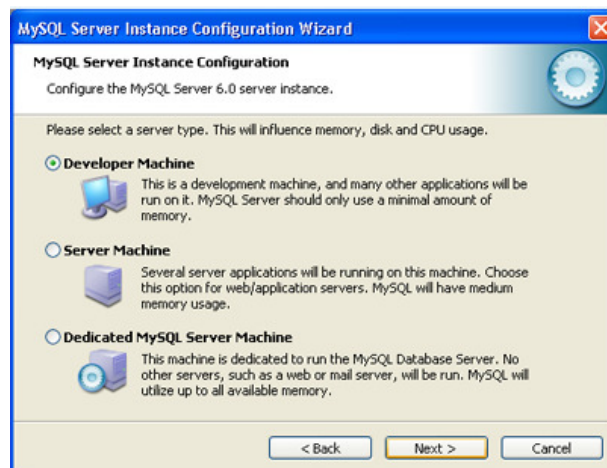 MySQL Server Instance Configuration Wizard
MySQL Server Instance Configuration
Configure the MySQL Server 6.0 server instance.
Please select a server type. This will influence memory, disk and CPU usage.
Developer Machine
This is a development machine, and many other applications will be
run on it. MySQL Server should only use a minimal amount of
memory.
Server Machine
Several server applications will be running on this machine. Choose
this option for web/application servers. MySQL will have medium
memory usage.
Dedicated MySQL Server Machine
This machine is dedicated to run the MySQL Database Server. No
other servers, such as a web or mail server, will be run. MySQL will
utilize up to all available memory.
< Back Next > Cancel